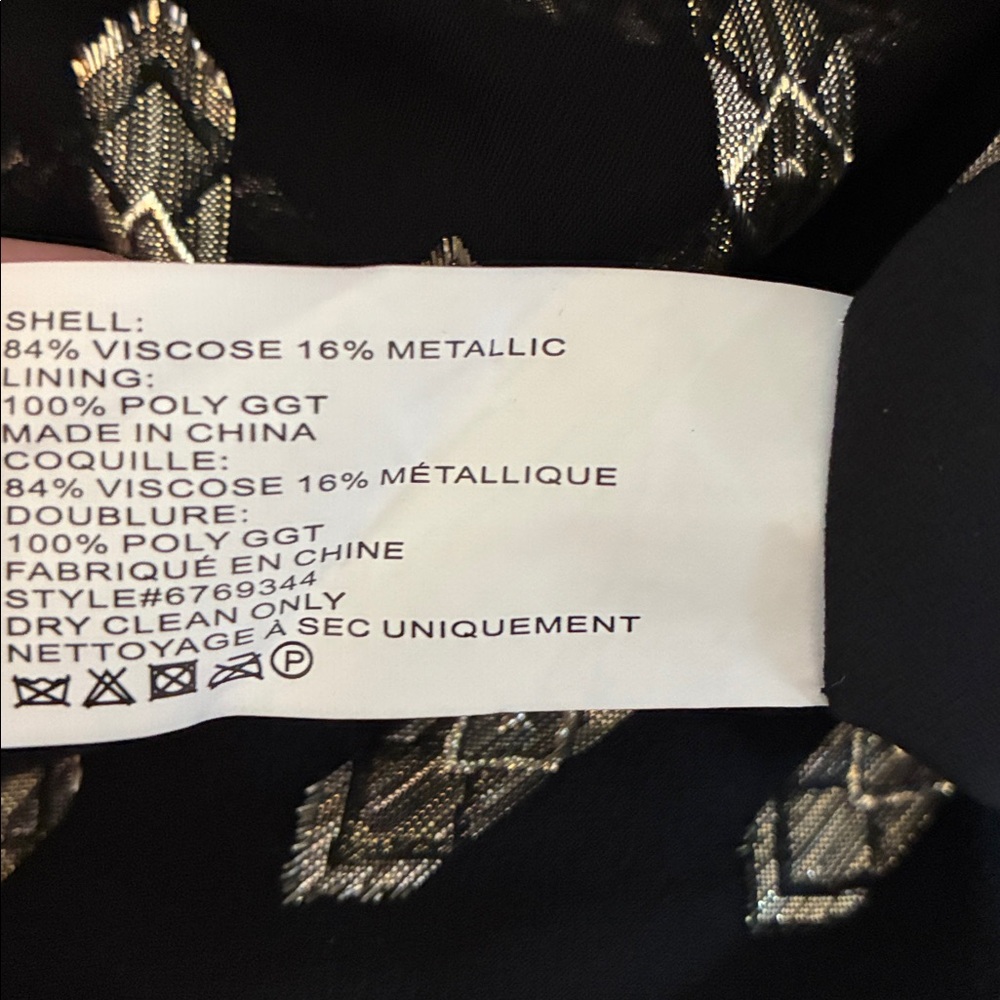 SHELL:
84% VISCOSE 16% METALLIC
LINING:
100% POLY GGT
MADE IN CHINA
COQUILLE:
84% VISCOSE 16% MÉTALLIQUE
DOUBLURE:
100% POLY GGT
FABRIQUÉ EN CHINE
STYLE#6769344
DRY CLEAN ONLY
NETTOYAGE À SEC UNIQUEMENT
P